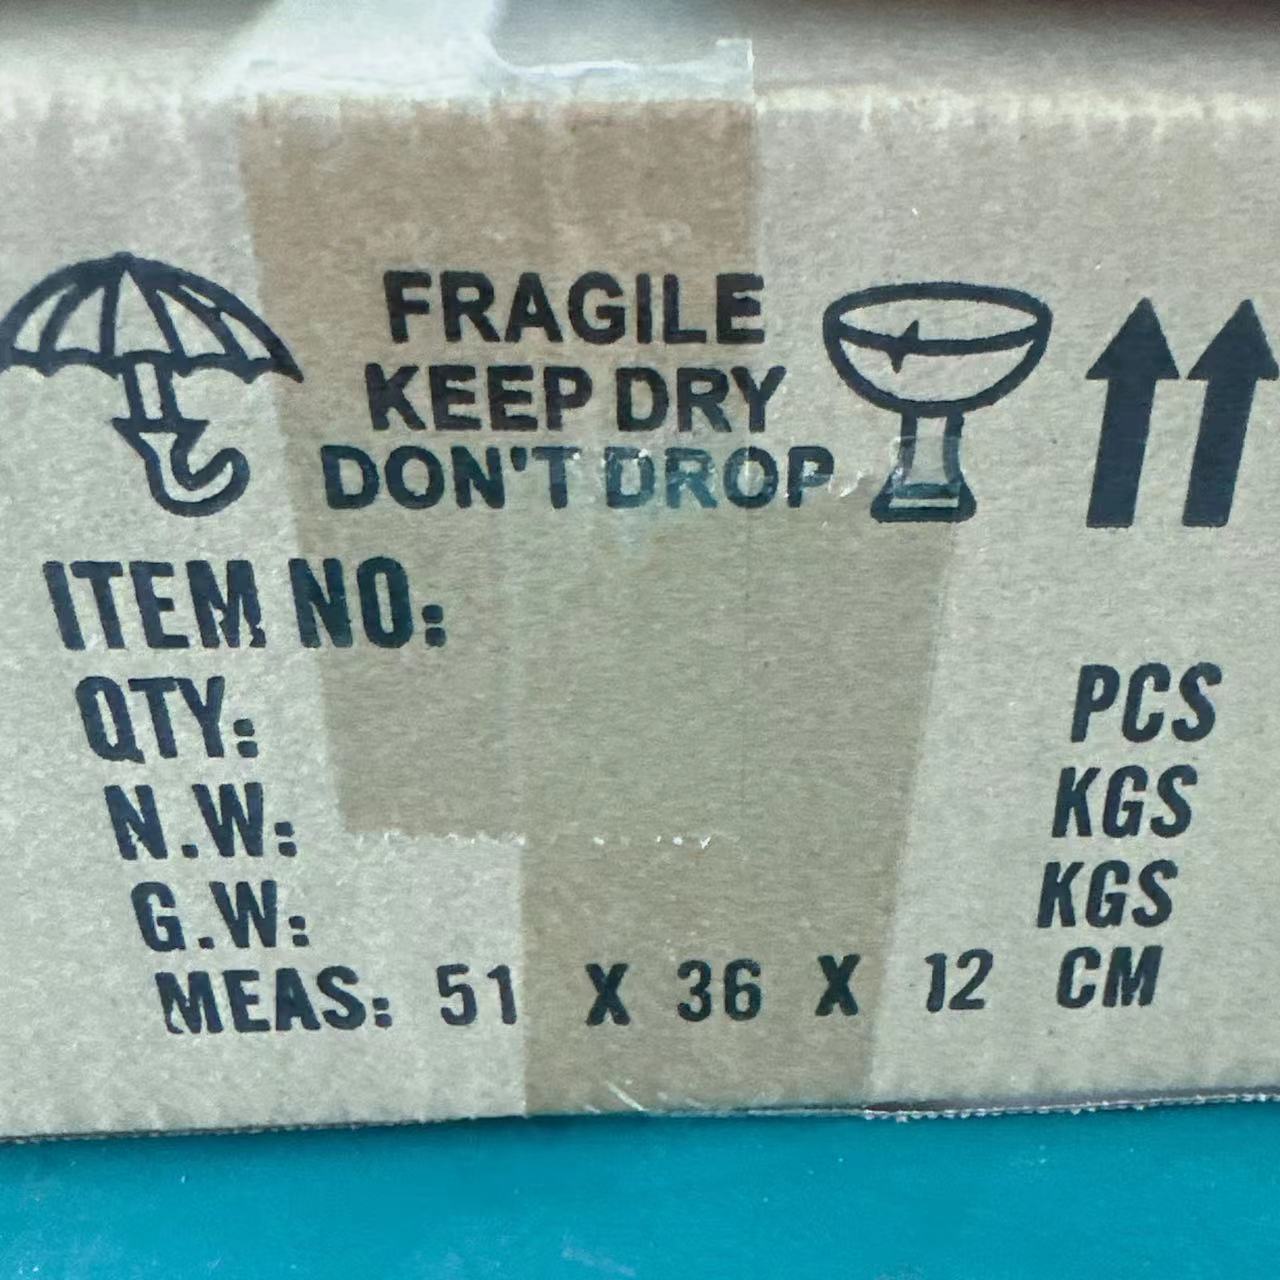 FRAGILE
KEEP DRY
DON'T DROP
ITEM NO:
QTY: PCS
N.W: KGS
G.W: KGS
MEAS: 51 X 36 X 12 CM